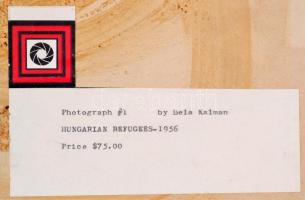 Photograph #1 by Bela Kalman
HUNGARIAN REFUGEES-1956
Price $75.00